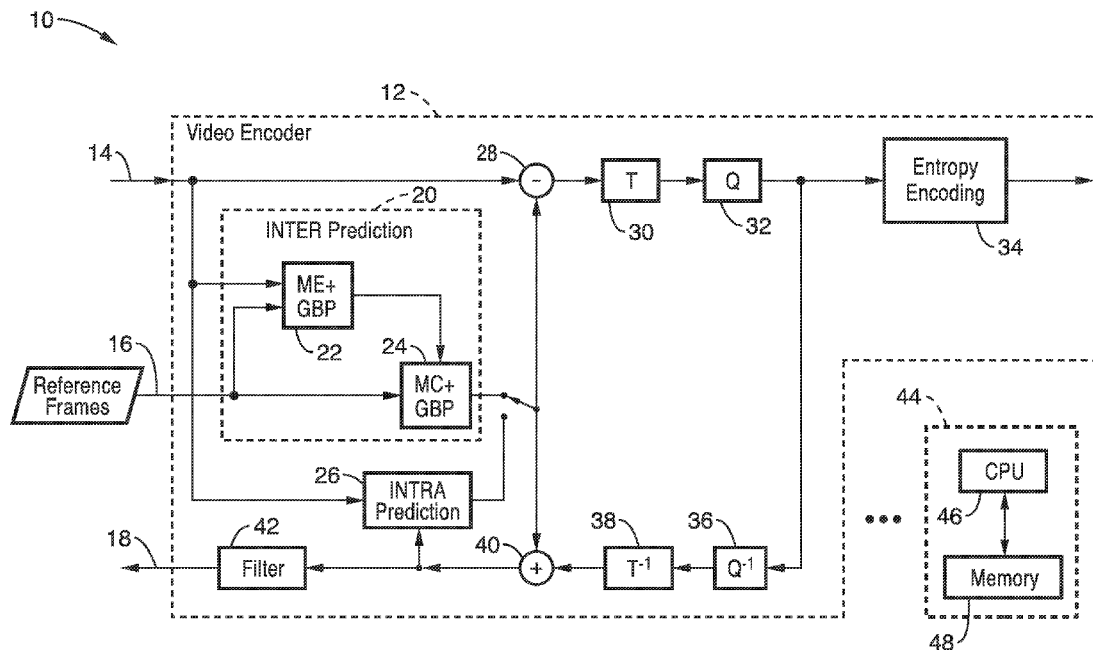 10
12
Video Encoder
14
28
-
T
30
Q
32
Entropy
Encoding
34
20
INTER Prediction
ME+
GBP
22
16
Reference
Frames
24
MC+
GBP
26
INTRA
Prediction
18
42
Filter
40
+
38
T-1
36
Q-1
44
CPU
46
Memory
48